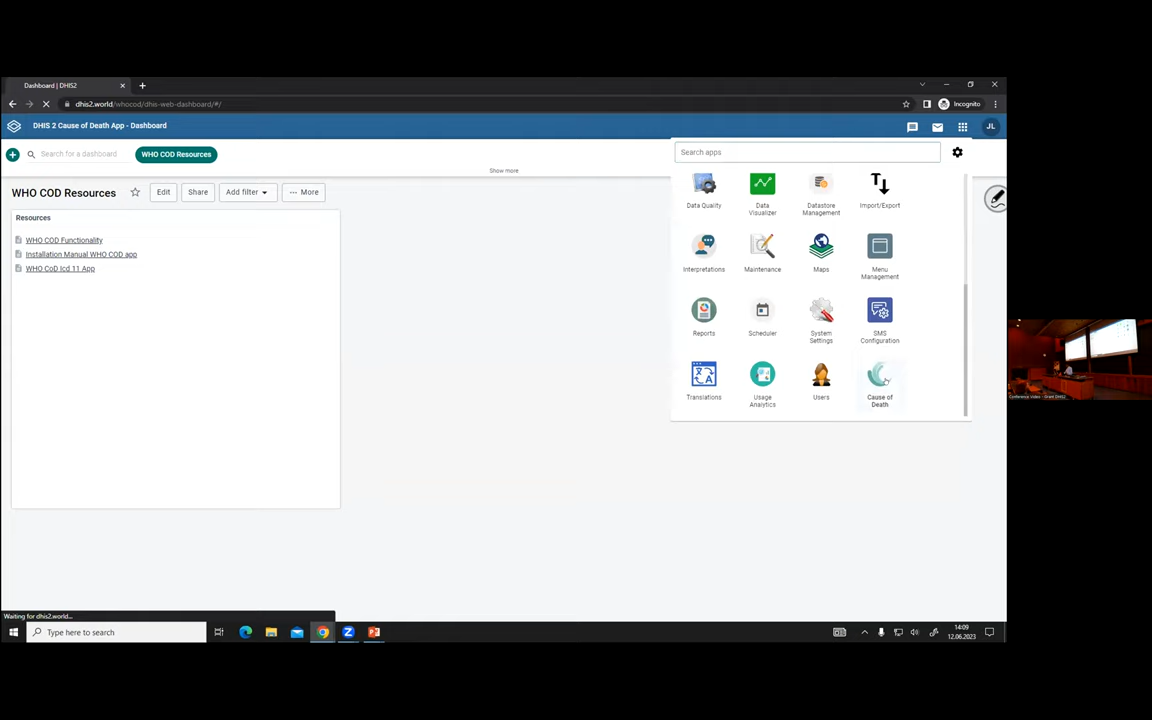 Dashboard | DHIS2
dhis2.world/whocod/dhis-web-dashboard/#/
Incognito
DHIS 2 Cause of Death App - Dashboard
JL
Search for a dashboard
WHO COD Resources
Search apps
Show more
WHO COD Resources
Edit
Share
Add filter
More
Resources
WHO COD Functionality
Installation Manual WHO COD app
WHO CoD Icd 11 App
Data Quality
Data
Visualizer
Datastore
Management
Import/Export
Interpretations
Maintenance
Maps
Menu
Management
Reports
Scheduler
System
Settings
SMS
Configuration
Translations
Usage
Analytics
Users
Cause of
Death
Conference Video - Grant DHIS2
Waiting for dhis2.world...
Type here to search
14:09
12.06.2023